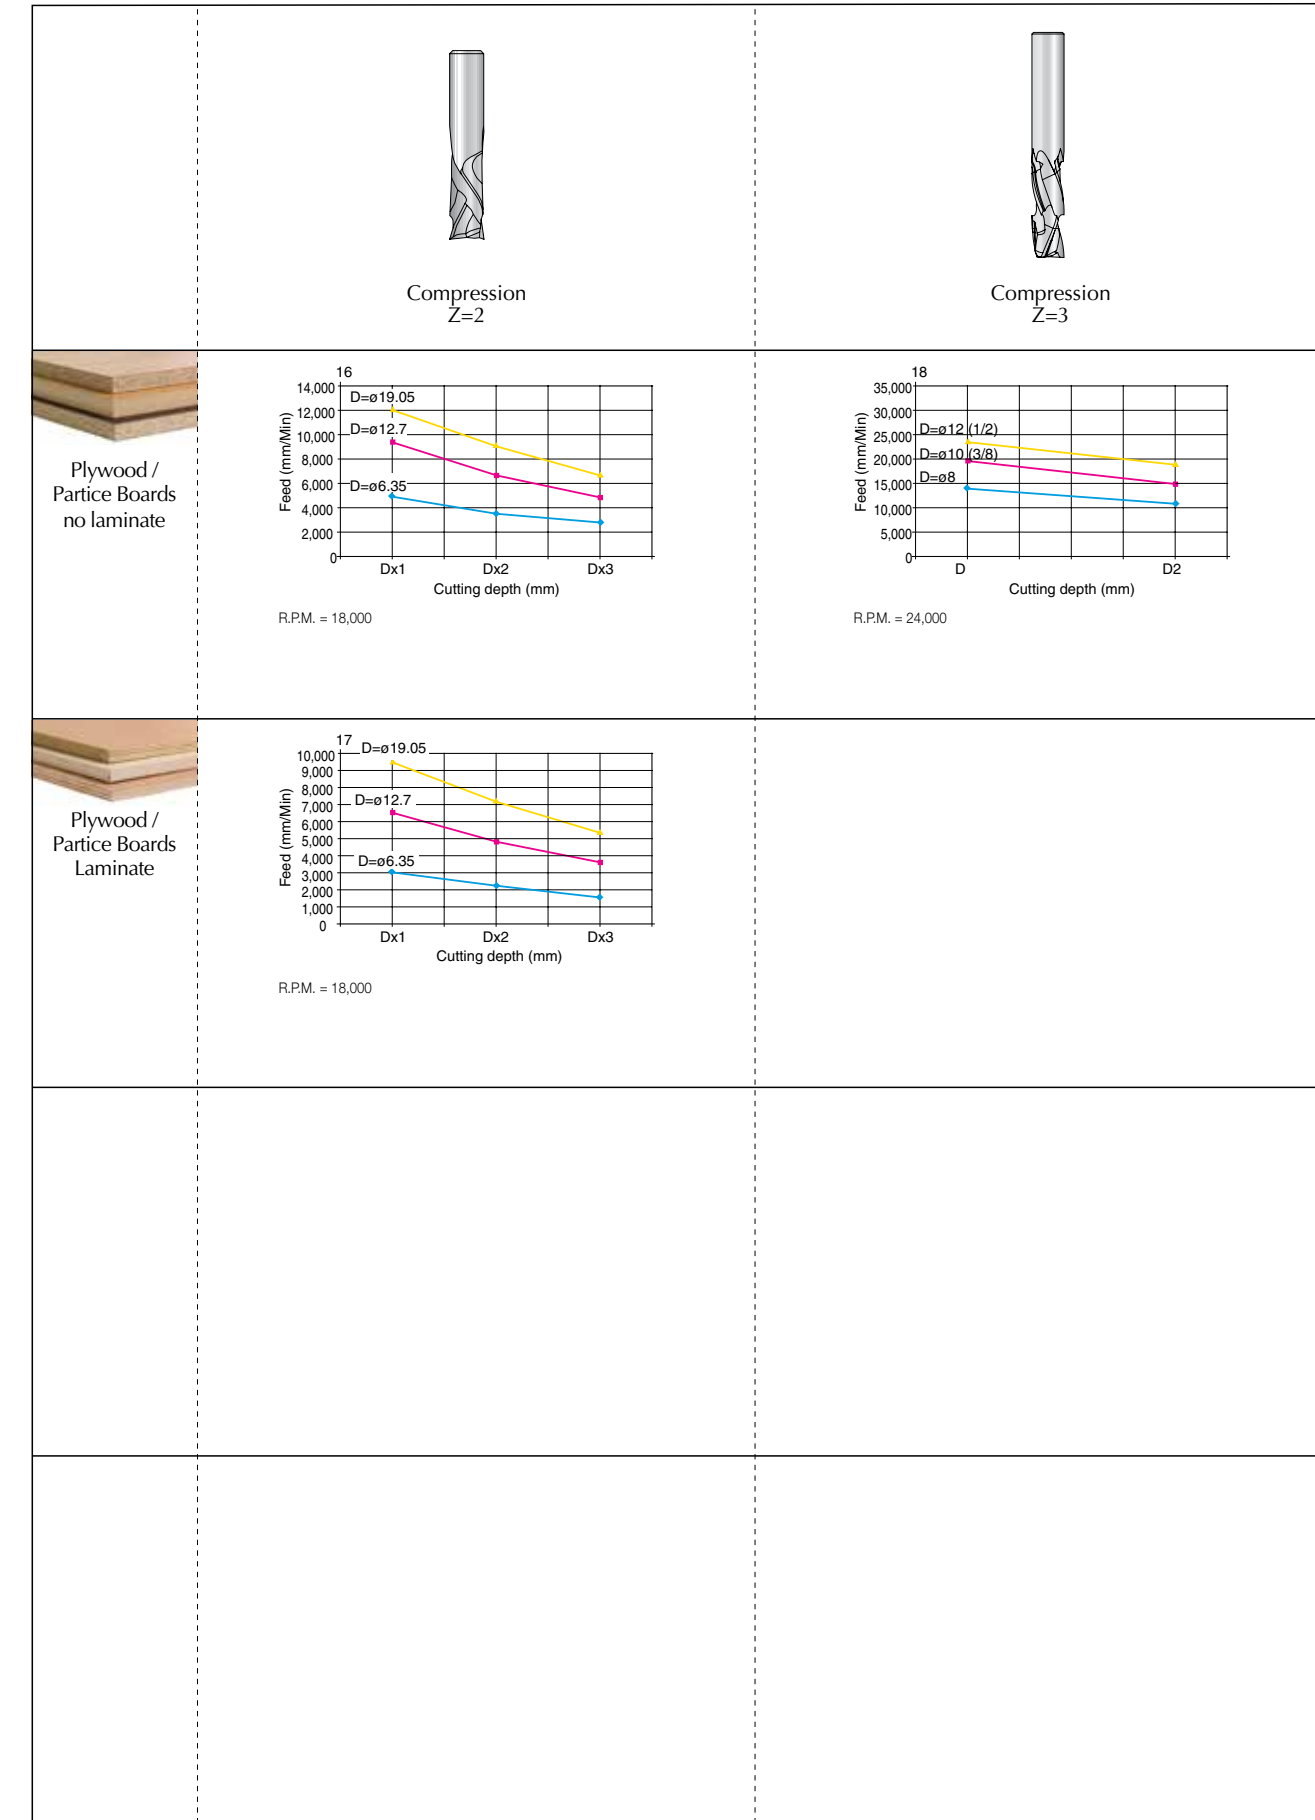 Compression
Z=2
Compression
Z=3
Plywood /
Partice Boards
no laminate
16
14,000
12,000
10,000
8,000
6,000
4,000
2,000
0
Feed (mm/Min)
D=ø19.05
D=ø12.7
D=ø6.35
Dx1 Dx2 Dx3
Cutting depth (mm)
R.P.M. = 18,000
18
35,000
30,000
25,000
20,000
15,000
10,000
5,000
0
Feed (mm/Min)
D=ø12 (1/2)
D=ø10 (3/8)
D=ø8
D D2
Cutting depth (mm)
R.P.M. = 24,000
Plywood /
Partice Boards
Laminate
17
10,000
9,000
8,000
7,000
6,000
5,000
4,000
3,000
2,000
1,000
0
Feed (mm/Min)
D=ø19.05
D=ø12.7
D=ø6.35
Dx1 Dx2 Dx3
Cutting depth (mm)
R.P.M. = 18,000